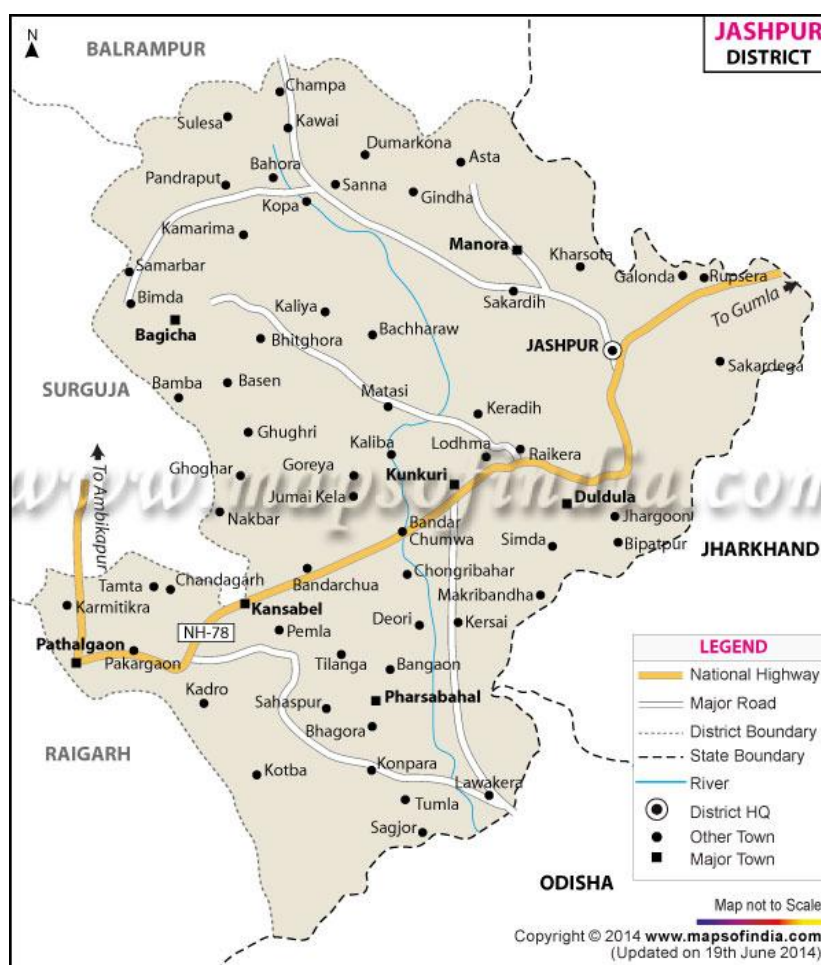 JASHPUR
DISTRICT
N
BALRAMPUR
Champa
Sulesa
Kawai
Dumarkona
Asta
Bahora
Pandraput
Sanna
Gindha
Kopa
Kamarima
Manora
Kharsota
Samarbar
Galonda
Rupsera
Bimda
Sakardih
To Gumla
Kaliya
Bagicha
Bhitghora
Bachharaw
JASHPUR
Sakardega
SURGUJA
Bamba
Basen
Matasi
Keradih
Ghughri
Kaliba
Lodhma
Raikera
To Ambikapur
Ghoghar
Goreya
Kunkuri
www.mapsofindia.com
Jumai Kela
Duldula
Nakbar
Jhargoon
Bandar
Chumwa
Simda
Bipatpur
JHARKHAND
Tamta
Chandagarh
Bandarchua
Chongribahar
Karmitikra
Kansabel
Makribandha
NH-78
Pemla
Deori
Kersai
Pathalgaon
Pakargaon
Tilanga
Bangaon
Kadro
Sahaspur
Pharsabahal
Bhagora
RAIGARH
Kotba
Konpara
Lawakera
Tumla
Sagjor
ODISHA
LEGEND
National Highway
Major Road
District Boundary
State Boundary
River
District HQ
Other Town
Major Town
Map not to Scale
Copyright © 2014 www.mapsofindia.com
(Updated on 19th June 2014)